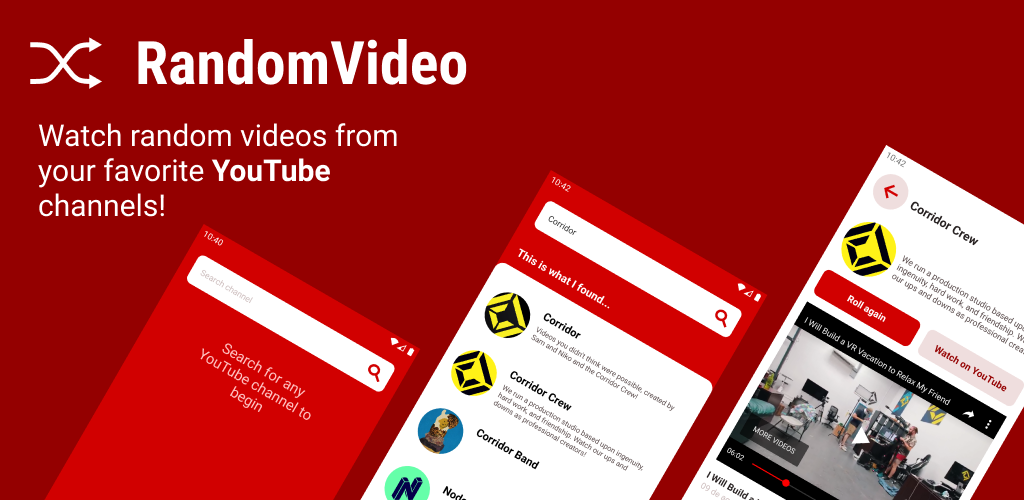 RandomVideo
Watch random videos from
your favorite YouTube
channels!
10:40
Search channel
Search for any
YouTube channel to
begin
10:42
Corridor
This is what I found...
Corridor
Videos you didn't think were possible, created by
Sam and Niko and the Corridor Crew!
Corridor Crew
We run a production studio based upon ingenuity,
hard work, and friendship. Watch our ups and
downs as professional creators!
Corridor Band
Node
10:42
Corridor Crew
We run a production studio based upon
ingenuity, hard work, and friendship. Wa
our ups and downs as professional creato
Roll again
Watch on YouTube
I Will Build a VR Vacation to Relax My Friend
MORE VIDEOS
06:02
I Will Build a
09 de